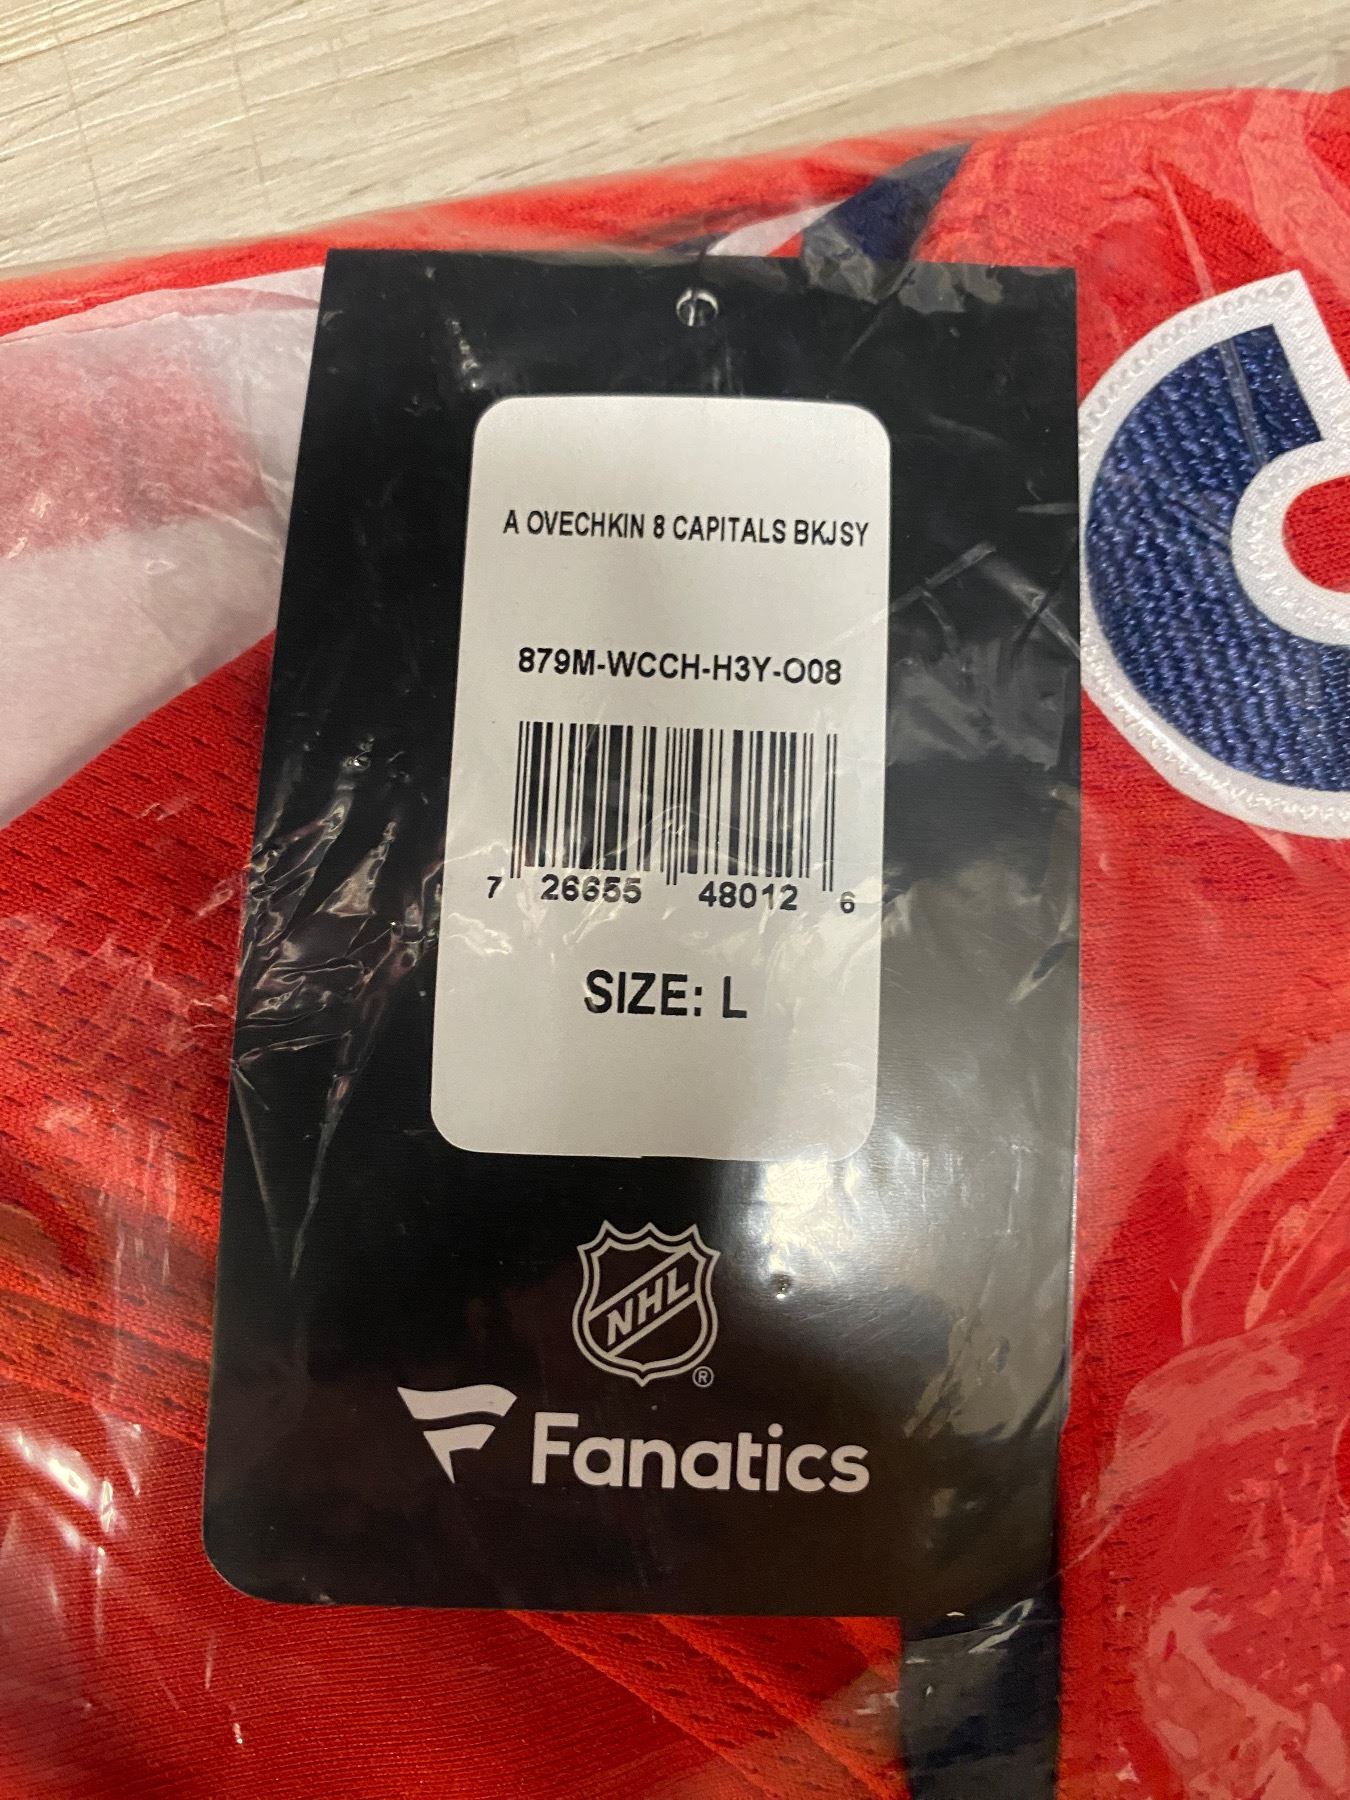 A OVECHKIN 8 CAPITALS BKJSY
879M-WCCH-H3Y-O08
7 26655 48012 6
SIZE: L
NHL
®
Fanatics